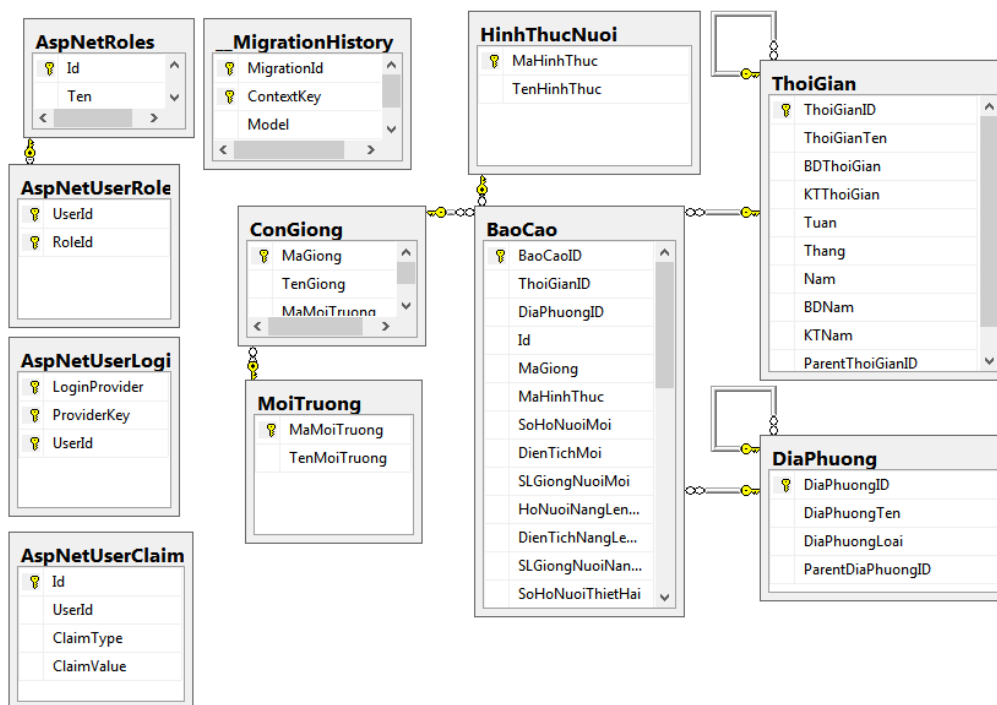 AspNetRoles
Id
Ten
__MigrationHistory
MigrationId
ContextKey
Model
HinhThucNuoi
MaHinhThuc
TenHinhThuc
ThoiGian
ThoiGianID
ThoiGianTen
BDThoiGian
KTThoiGian
Tuan
Thang
Nam
BDNam
KTNam
ParentThoiGianID
AspNetUserRole
UserId
RoleId
ConGiong
MaGiong
TenGiong
MaMoiTruong
BaoCao
BaoCaoID
ThoiGianID
DiaPhuongID
Id
MaGiong
MaHinhThuc
SoHoNuoiMoi
DienTichMoi
SLGiongNuoiMoi
HoNuoiNangLen...
DienTichNangLe...
SLGiongNuoiNan...
SoHoNuoiThietHai
AspNetUserLogi
LoginProvider
ProviderKey
UserId
MoiTruong
MaMoiTruong
TenMoiTruong
DiaPhuong
DiaPhuongID
DiaPhuongTen
DiaPhuongLoai
ParentDiaPhuongID
AspNetUserClaim
Id
UserId
ClaimType
ClaimValue